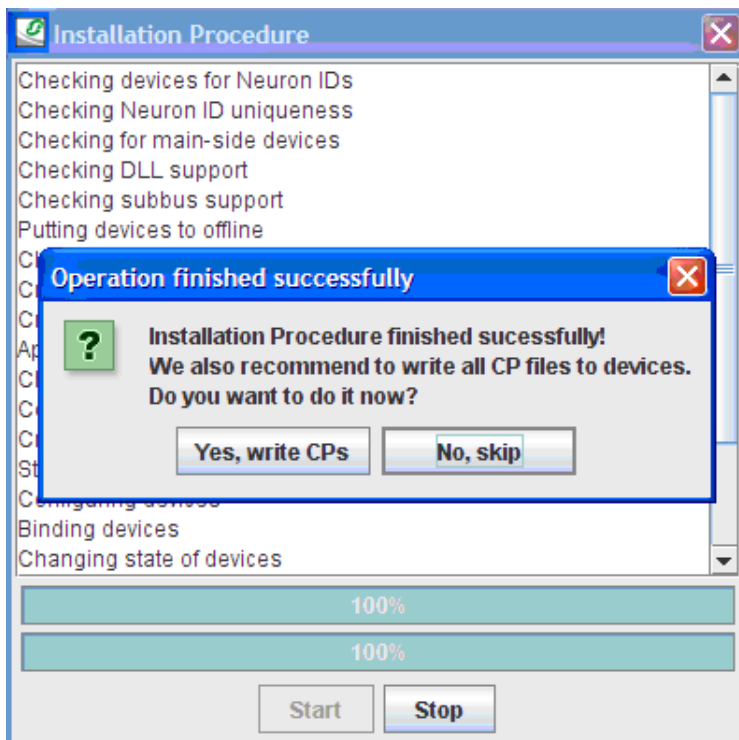 Installation Procedure
Checking devices for Neuron IDs
Checking Neuron ID uniqueness
Checking for main-side devices
Checking DLL support
Checking subbus support
Putting devices to offline
Operation finished successfully
?
Installation Procedure finished sucessfully!
We also recommend to write all CP files to devices.
Do you want to do it now?
Yes, write CPs
No, skip
Configuring devices
Binding devices
Changing state of devices
100%
100%
Start
Stop